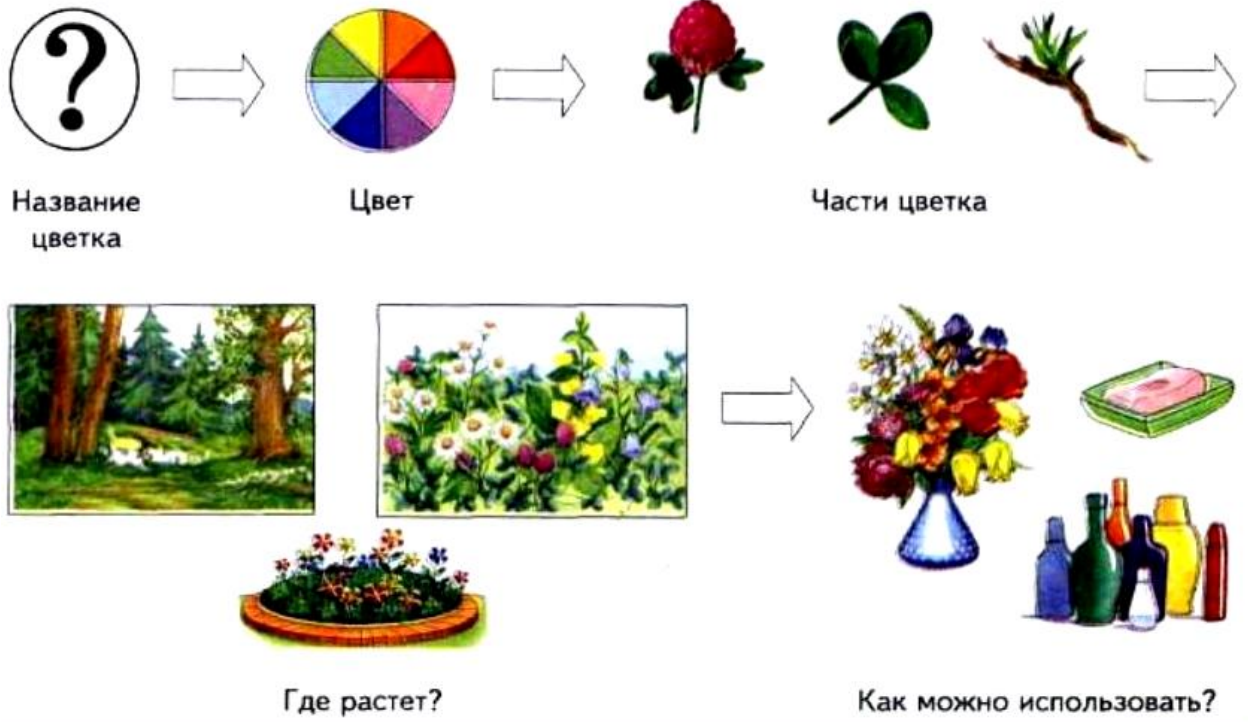 ?
Название
цветка
Цвет
Части цветка
Где растет?
Как можно использовать?